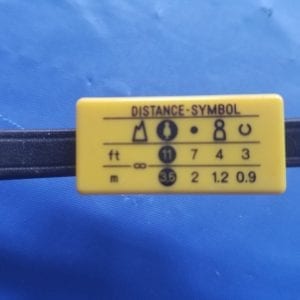 DISTANCE-SYMBOL
ft ∞ 11 7 4 3
m 3.5 2 1.2 0.9